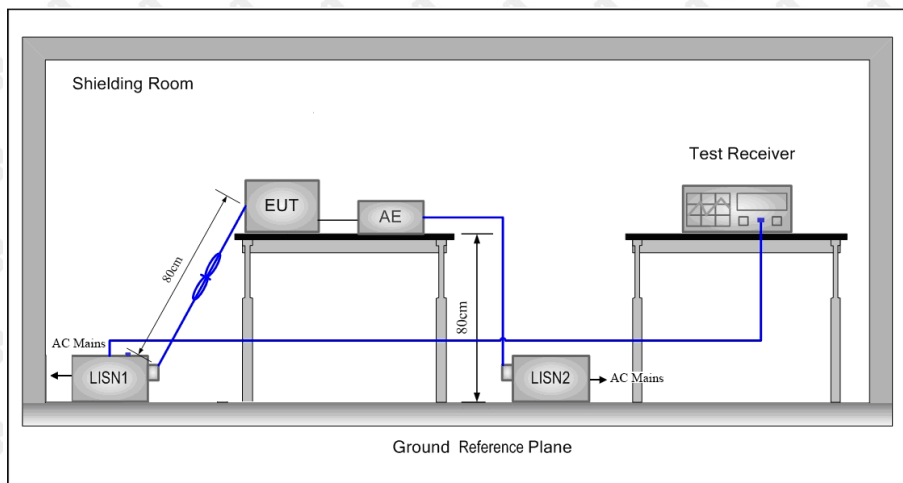 Shielding Room
Test Receiver
EUT
AE
80cm
80cm
AC Mains
LISN1
LISN2
AC Mains
Ground Reference Plane